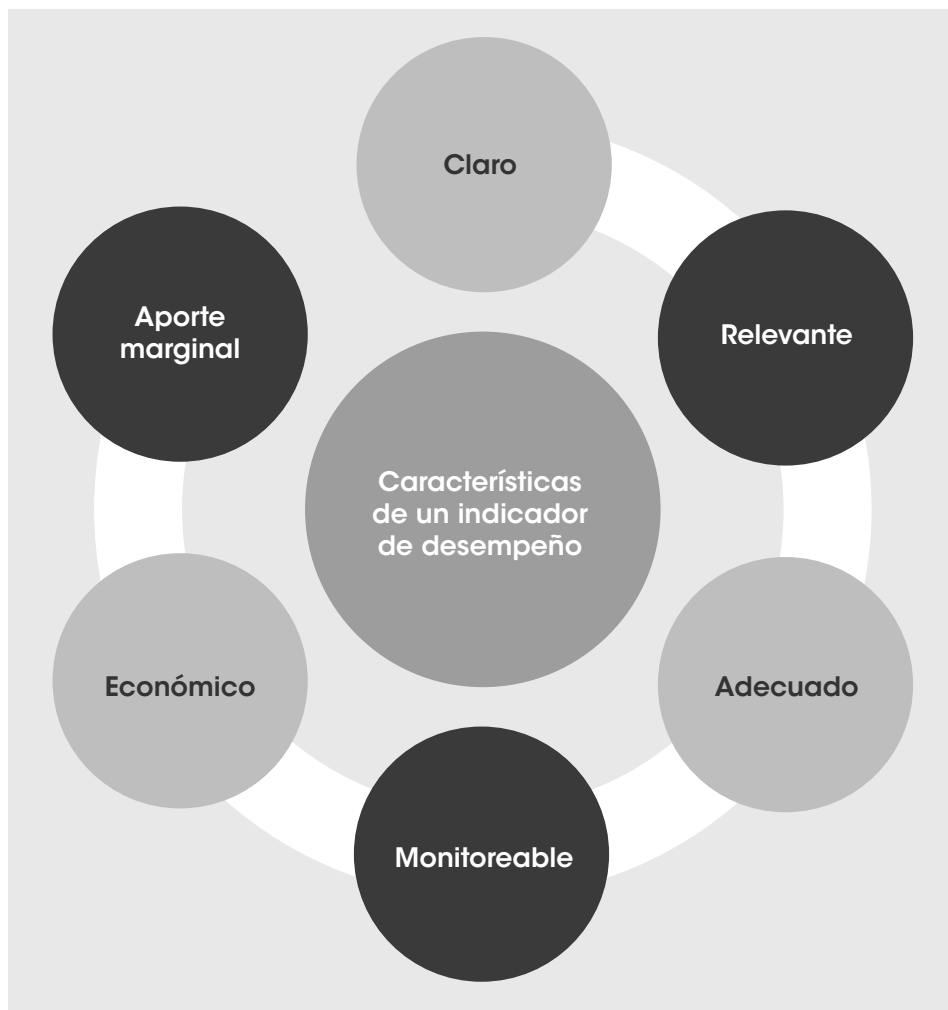 Claro
Relevante
Adecuado
Monitoreable
Económico
Aporte
marginal
Características
de un indicador
de desempeño